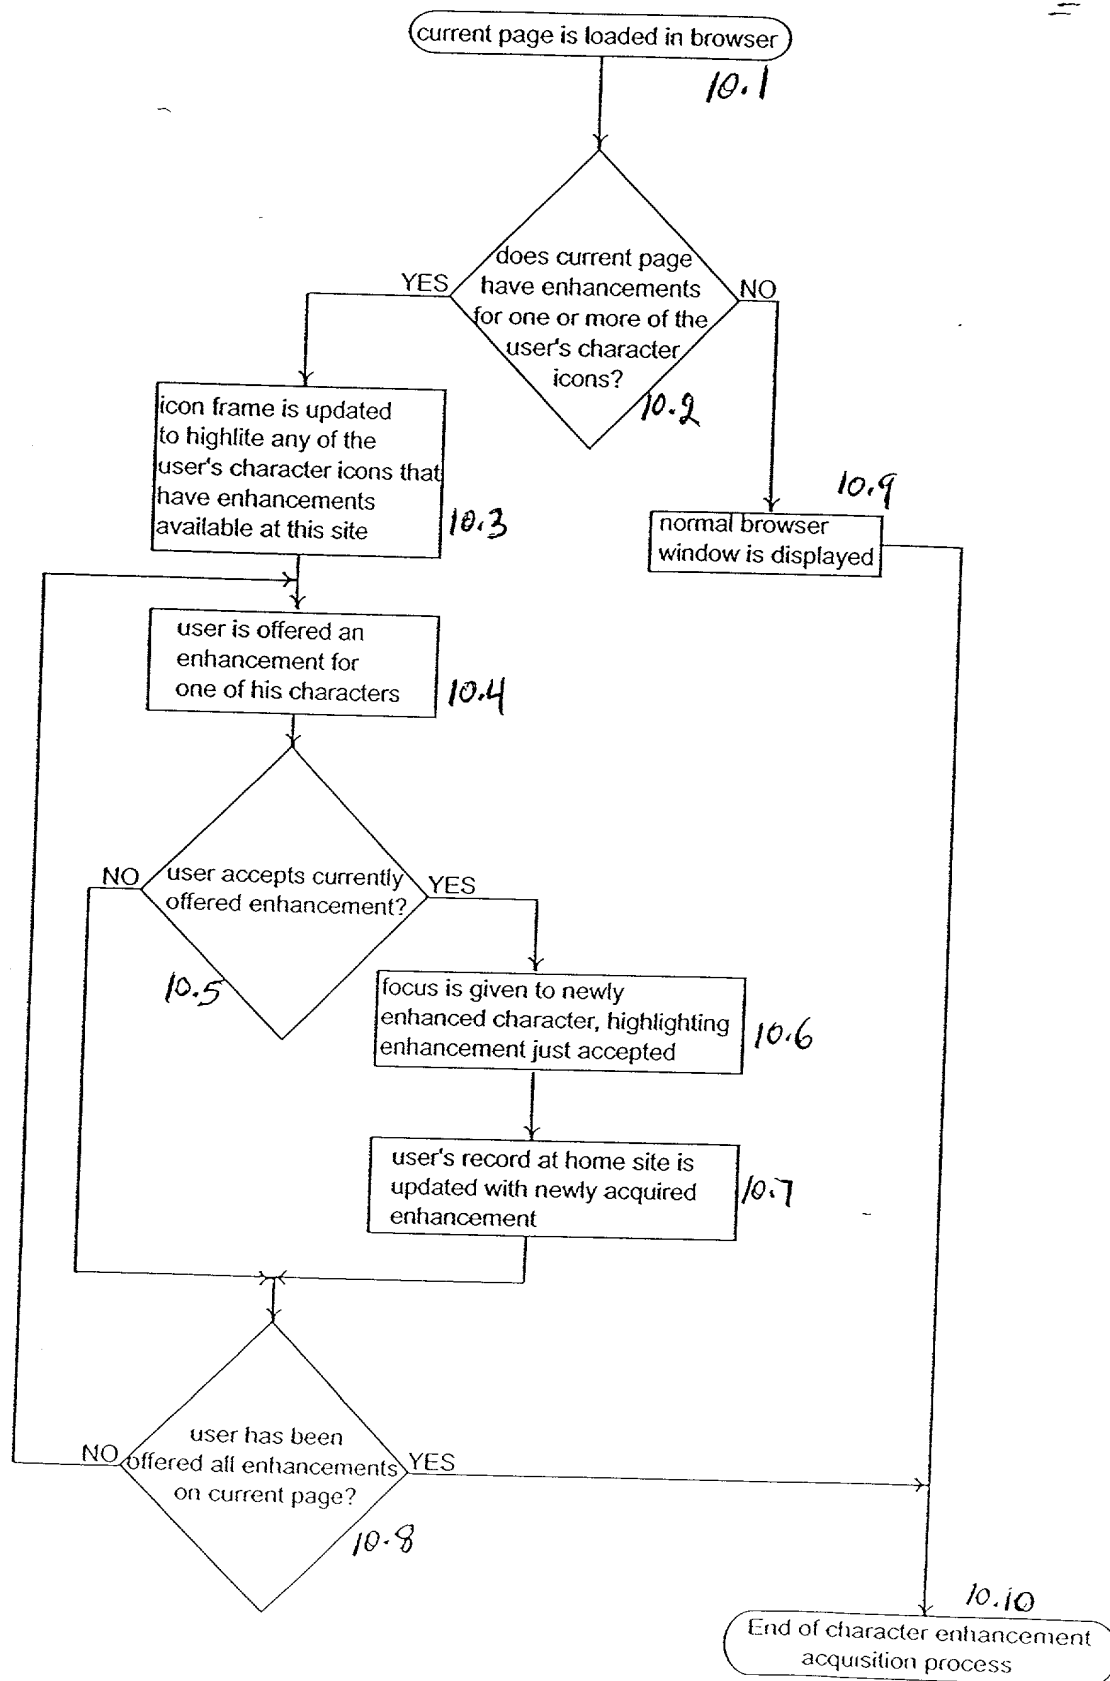 current page is loaded in browser
10.1
does current page
have enhancements
for one or more of the
user's character
icons?
YES
NO
10.2
icon frame is updated
to highlite any of the
user's character icons that
have enhancements
available at this site
10.3
10.9
normal browser
window is displayed
user is offered an
enhancement for
one of his characters
10.4
NO
user accepts currently
offered enhancement?
YES
10.5
focus is given to newly
enhanced character, highlighting
enhancement just accepted
10.6
user's record at home site is
updated with newly acquired
enhancement
10.7
user has been
offered all enhancements
on current page?
NO
YES
10.8
10.10
End of character enhancement
acquisition process